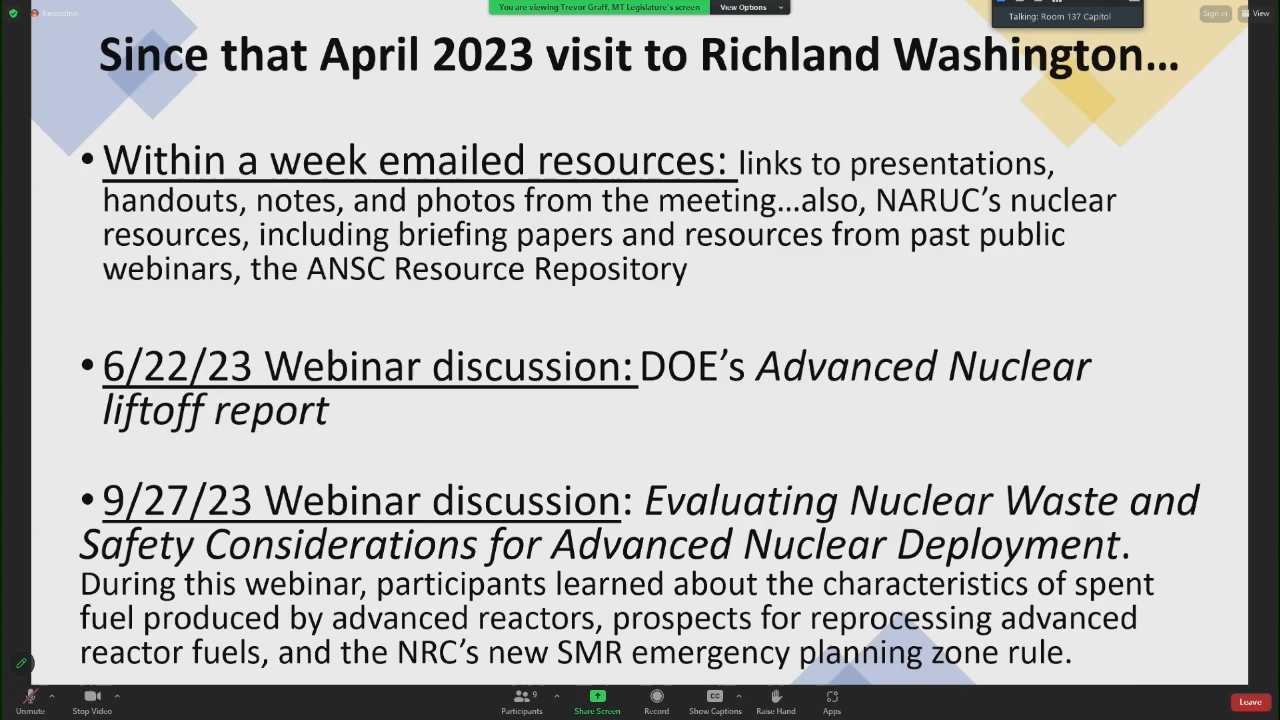 Recording
You are viewing Trevor Graff, MT Legislature's screen
View Options
Talking: Room 137 Capitol
Sign in
View
Since that April 2023 visit to Richland Washington…
• Within a week emailed resources: links to presentations,
handouts, notes, and photos from the meeting…also, NARUC's nuclear
resources, including briefing papers and resources from past public
webinars, the ANSC Resource Repository
• 6/22/23 Webinar discussion: DOE's Advanced Nuclear
liftoff report
• 9/27/23 Webinar discussion: Evaluating Nuclear Waste and
Safety Considerations for Advanced Nuclear Deployment.
During this webinar, participants learned about the characteristics of spent
fuel produced by advanced reactors, prospects for reprocessing advanced
reactor fuels, and the NRC's new SMR emergency planning zone rule.
Unmute
Stop Video
9
Participants
Share Screen
Record
CC
Show Captions
Raise Hand
Apps
Leave